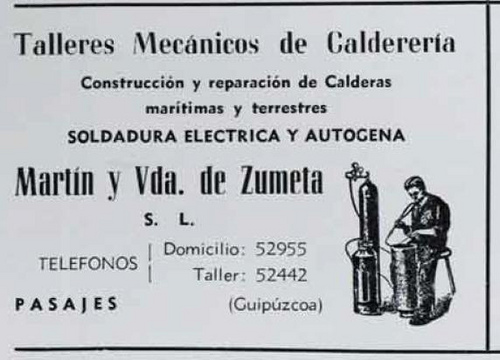 Talleres Mecánicos de Calderería
Construcción y reparación de Calderas
marítimas y terrestres
SOLDADURA ELECTRICA Y AUTOGENA
Martín y Vda. de Zumeta
S. L.
TELEFONOS
Domicilio: 52955
Taller: 52442
PASAJES (Guipúzcoa)